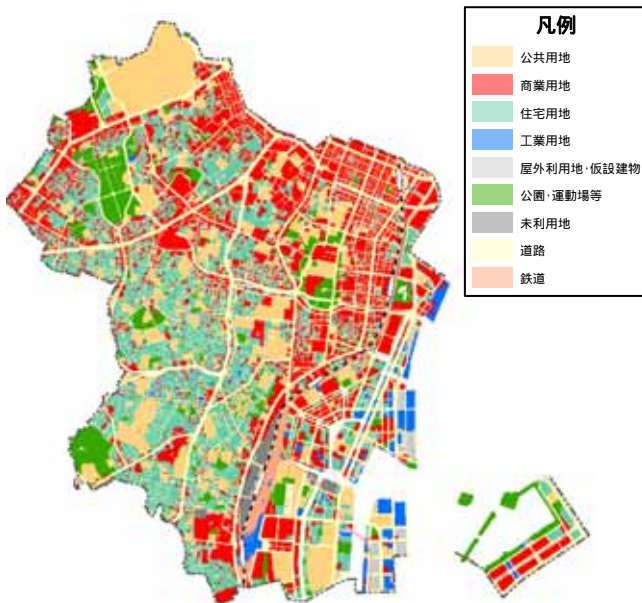 凡例
公共用地
商業用地
住宅用地
工業用地
屋外利用地・仮設建物
公園・運動場等
未利用地
道路
鉄道